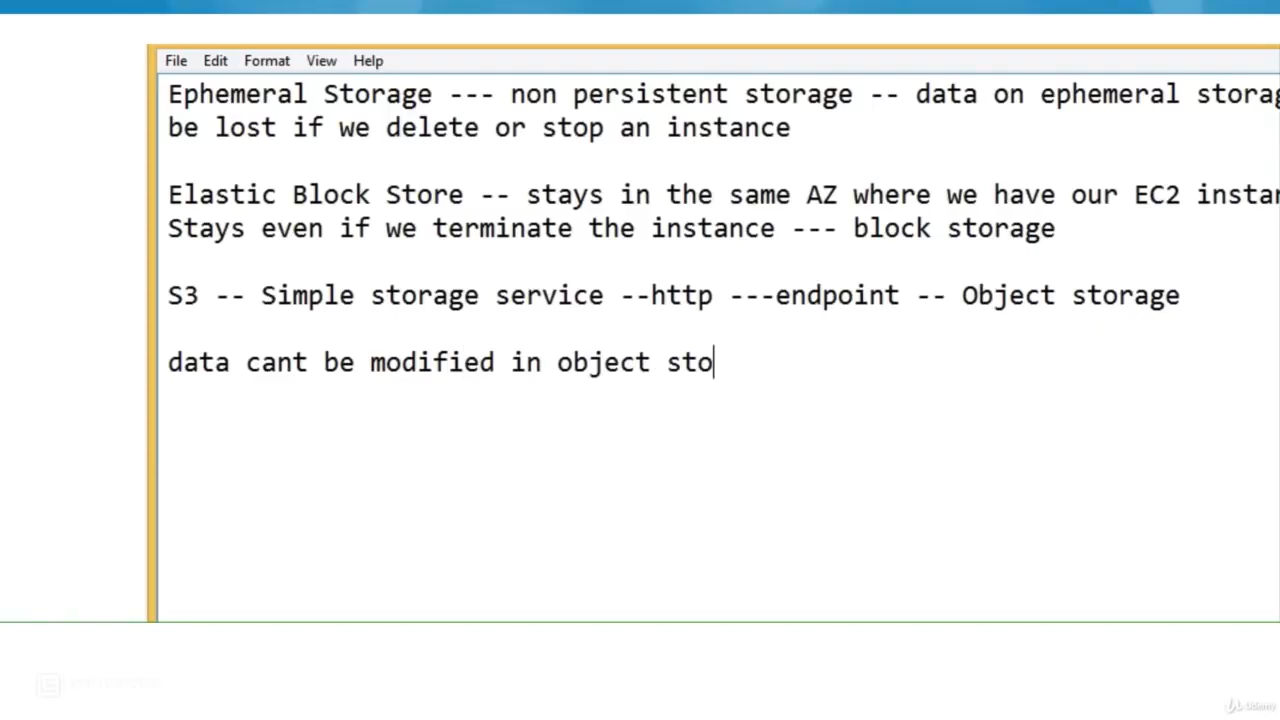 File Edit Format View Help
Ephemeral Storage --- non persistent storage -- data on ephemeral
be lost if we delete or stop an instance
Elastic Block Store -- stays in the same AZ where we have our EC2
Stays even if we terminate the instance --- block storage
S3 -- Simple storage service --http ---endpoint -- Object storage
data cant be modified in object sto
Udemy